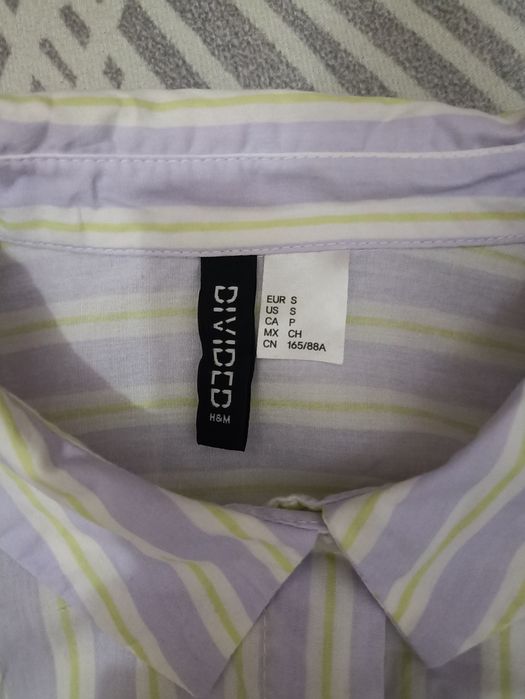 DIVIDED
H&M
EUR S
US S
CA P
MX CH
CN 165/88A